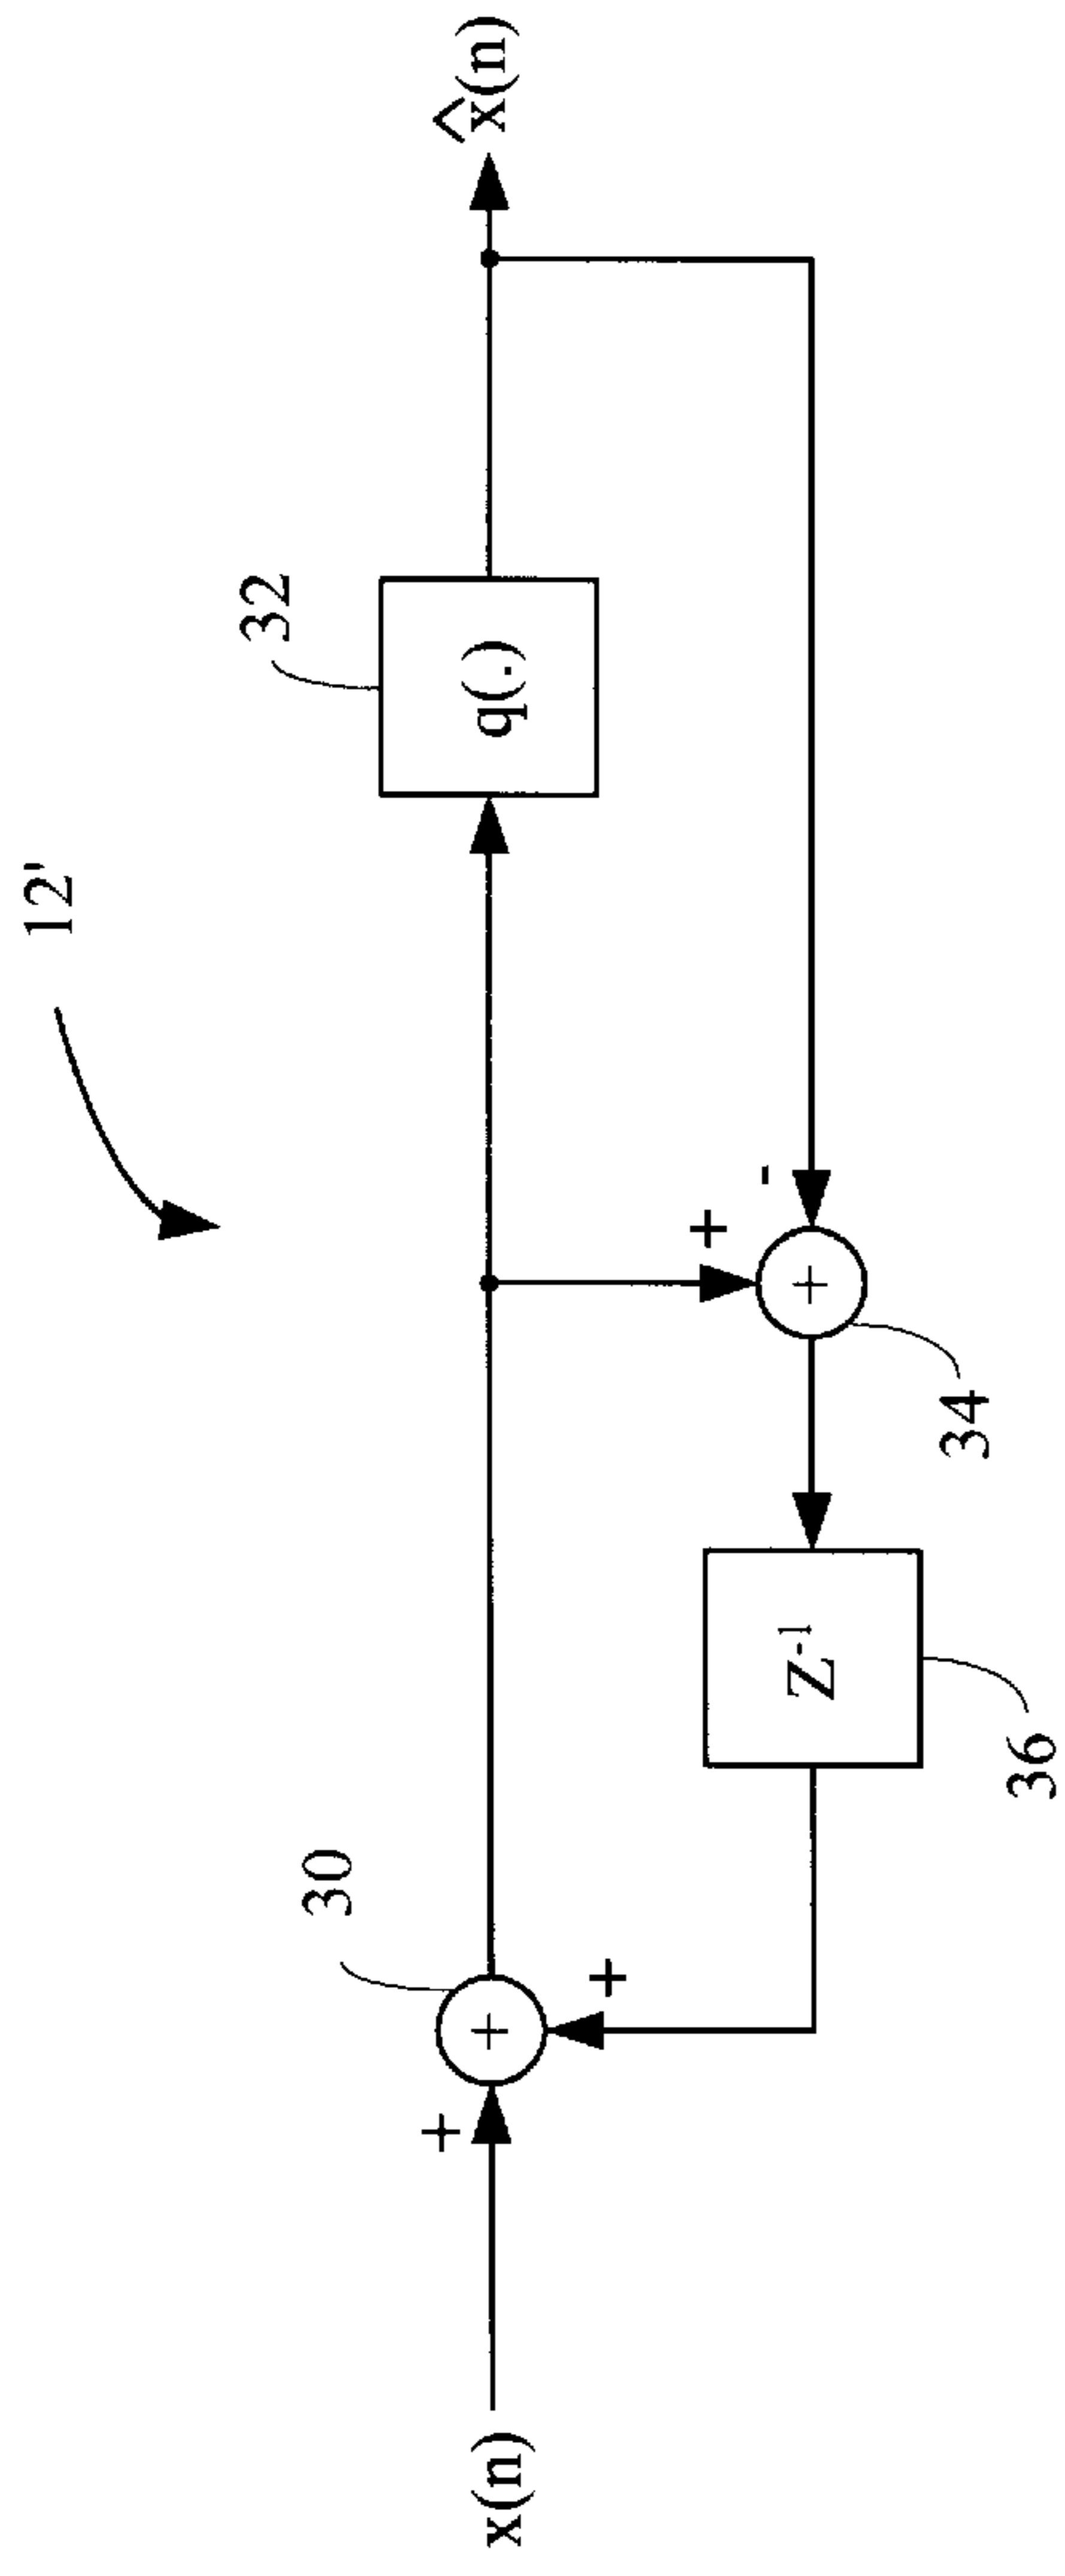 12'
x(n)
+
+
30
+
+
-
+
34
Z⁻¹
36
q(.)
32
x̂(n)